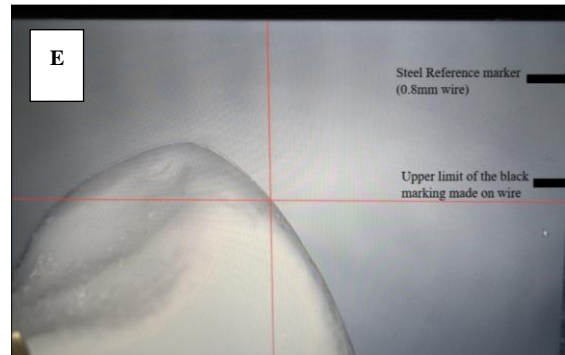 E
Steel Reference marker
(0.8mm wire)
Upper limit of the black
marking made on wire